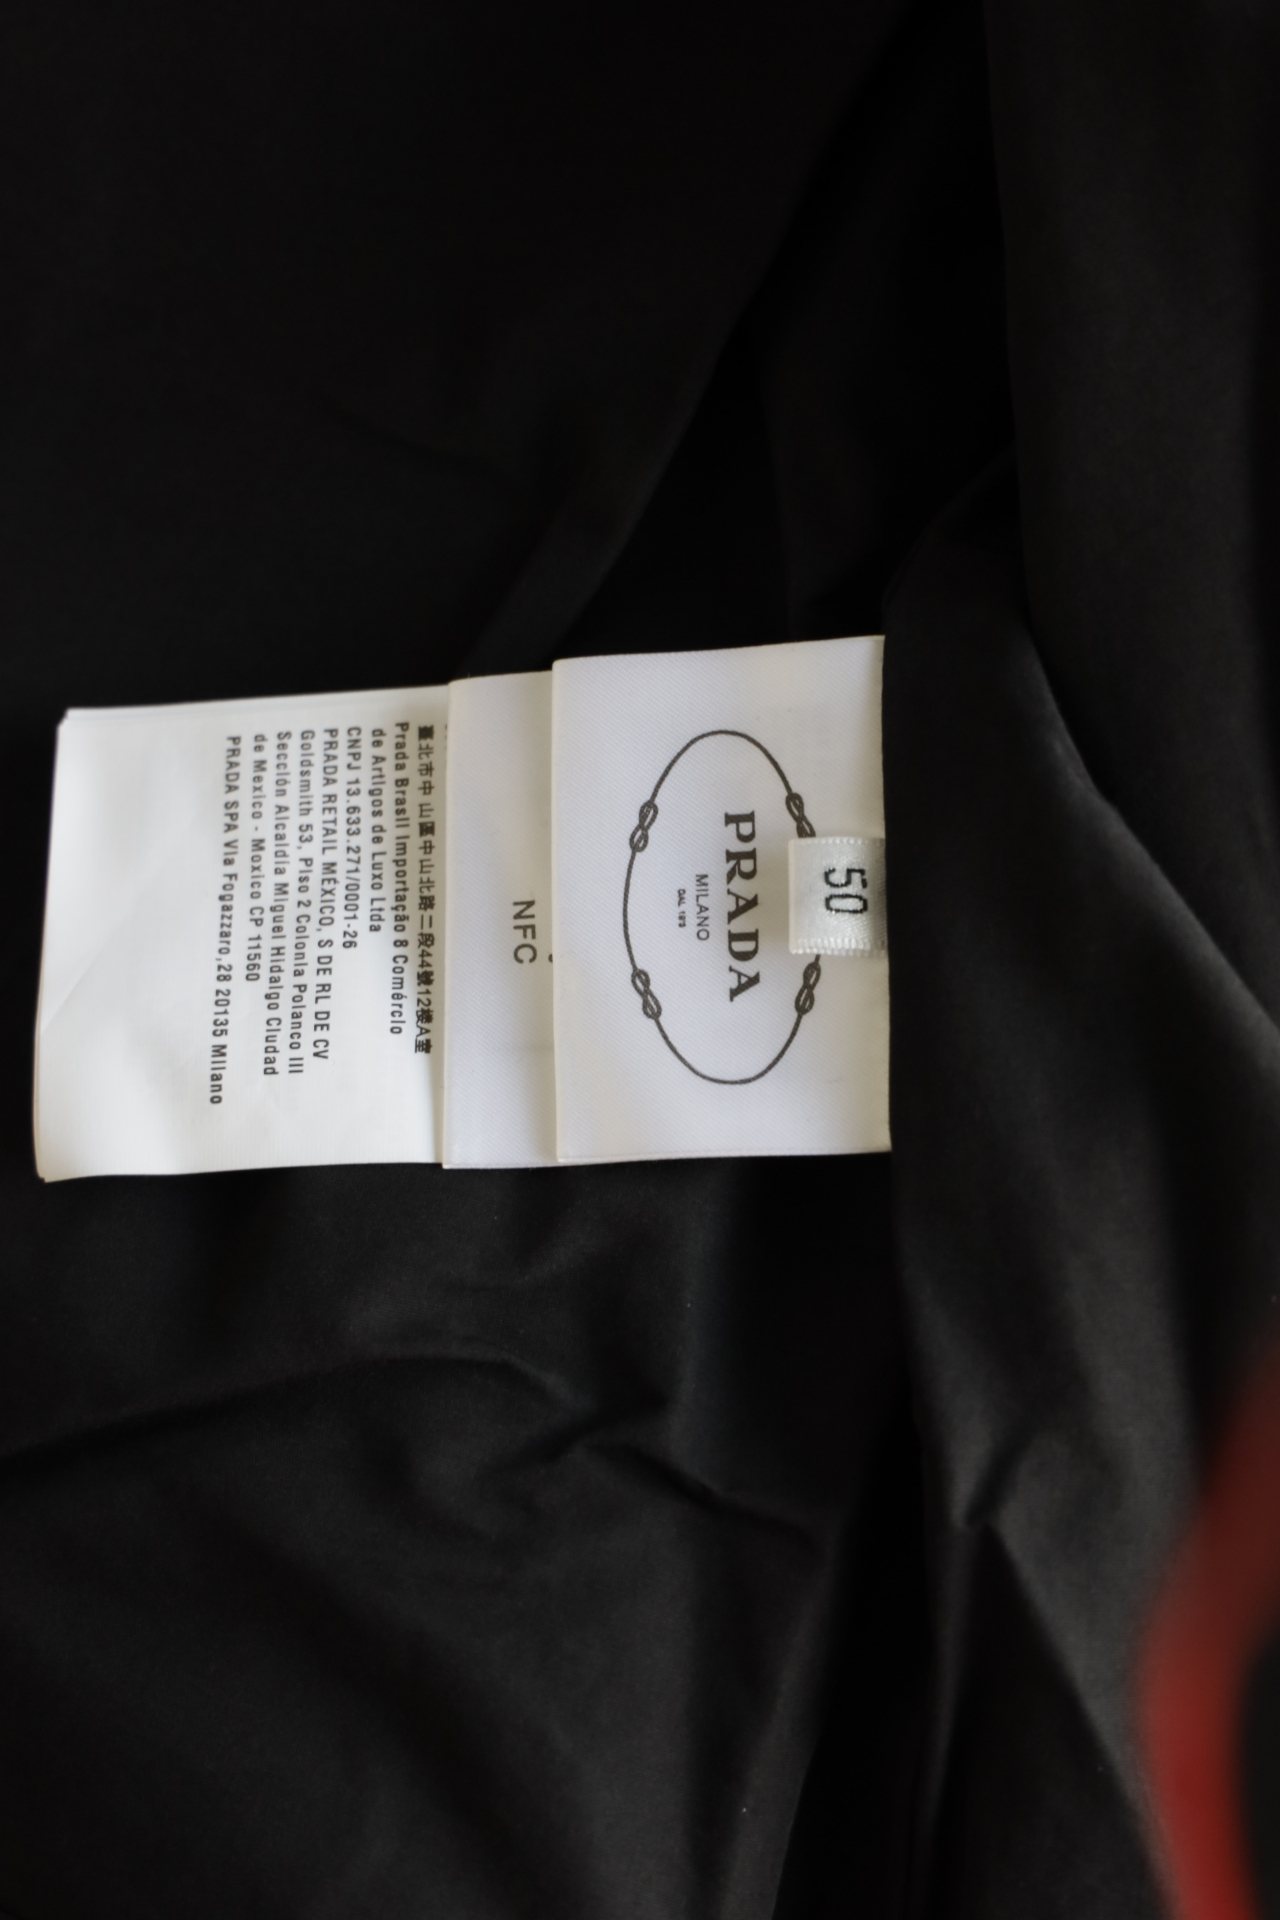 50
PRADA
MILANO
DAL 1913
NFC
臺北市中山區中山北路二段44號12樓A室
Prada Brasil Importação & Comércio
de Artigos de Luxo Ltda
CNPJ 13.633.271/0001-26
PRADA RETAIL MÉXICO, S DE RL DE CV
Goldsmith 53, Piso 2 Colonia Polanco III
Sección Alcaldía Miguel Hidalgo Ciudad
de Mexico - Mexico CP 11560
PRADA SPA Via Fogazzaro, 28 20135 Milano